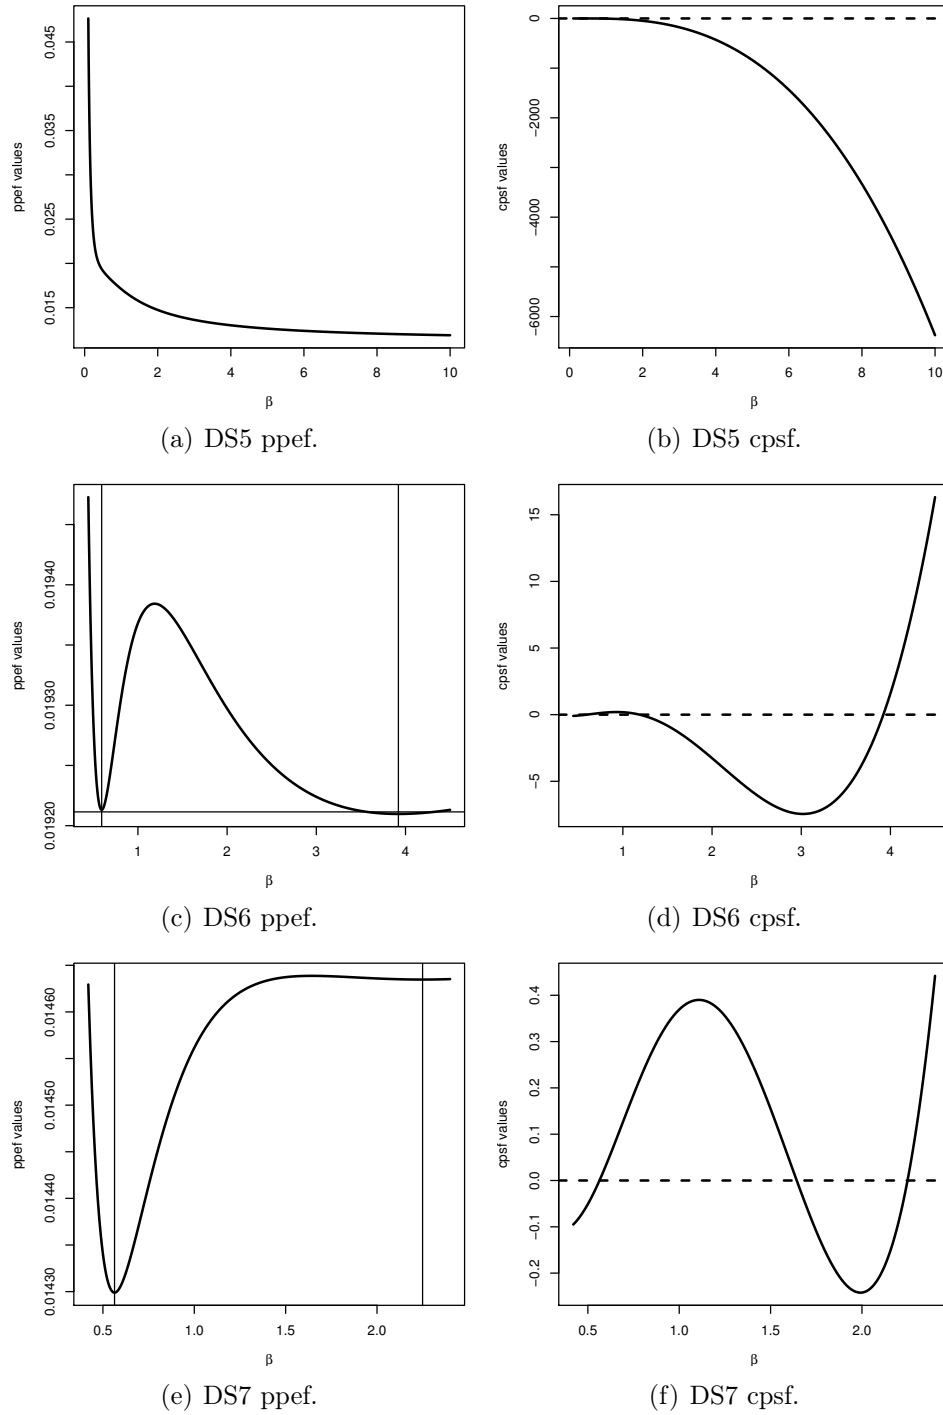 0.015
0.025
0.035
0.045
ppef values
0 2 4 6 8 10
β
(a) DS5 ppef.
−6000
−4000
−2000
0
cpsf values
0 2 4 6 8 10
β
(b) DS5 cpsf.
0.01920
0.01930
0.01940
ppef values
1 2 3 4
β
(c) DS6 ppef.
−5
0
5
10
15
cpsf values
1 2 3 4
β
(d) DS6 cpsf.
0.01430
0.01440
0.01450
0.01460
ppef values
0.5 1.0 1.5 2.0
β
(e) DS7 ppef.
−0.2
−0.1
0.0
0.1
0.2
0.3
0.4
cpsf values
0.5 1.0 1.5 2.0
β
(f) DS7 cpsf.